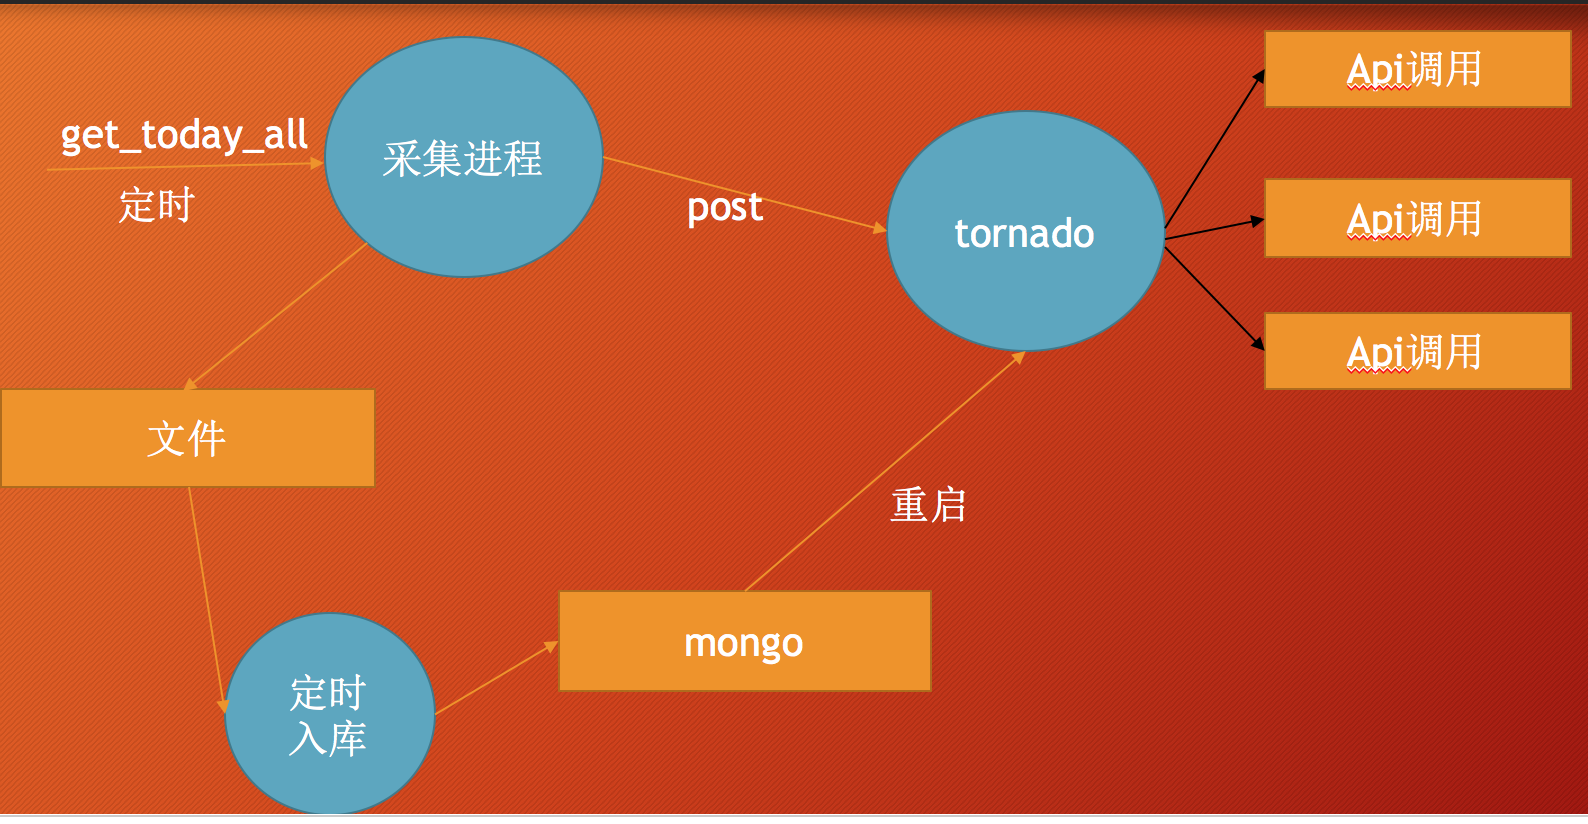 get_today_all
定时
采集进程
post
tornado
Api调用
Api调用
Api调用
文件
重启
定时
入库
mongo